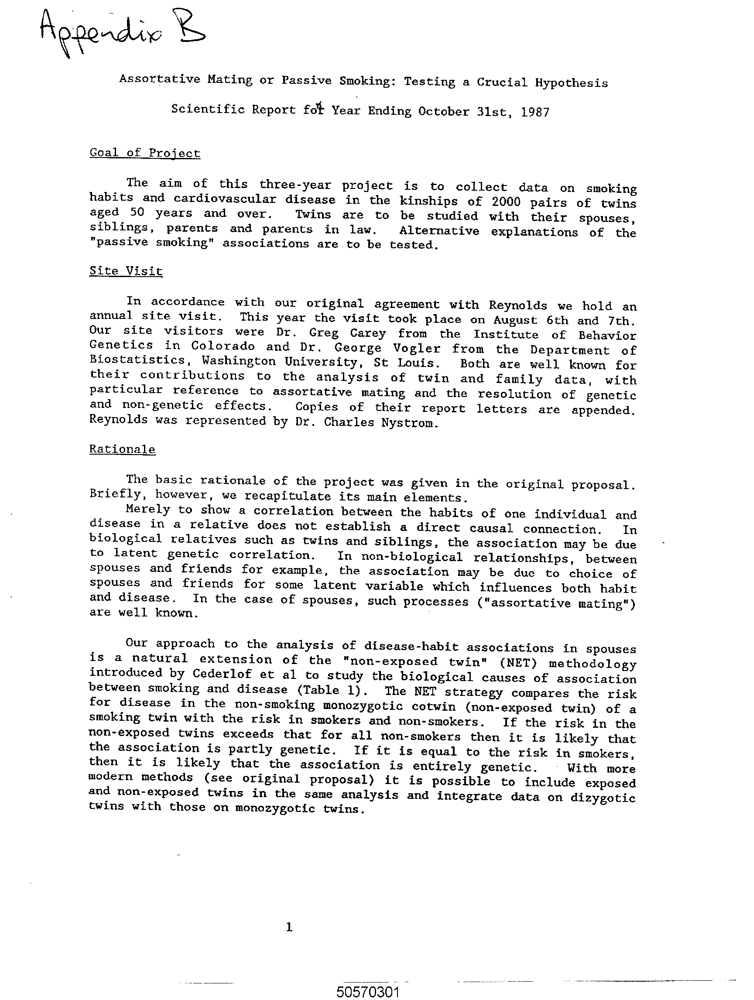 Appendix B
Assortative Mating or Passive Smoking: Testing a Crucial Hypothesis
Scientific Report for Year Ending October 31st, 1987
Goal of Project
The aim of this three-year project is to collect data on smoking
habits and cardiovascular disease in the kinships of 2000 pairs of twins
aged 50 years and over. Twins are to be studied with their spouses,
siblings, parents and parents in law. Alternative explanations of the
"passive smoking" associations are to be tested.
Site Visit
In accordance with our original agreement with Reynolds we hold an
annual site visit. This year the visit took place on August 6th and 7th.
Our site visitors were Dr. Greg Carey from the Institute of Behavior
Genetics in Colorado and Dr. George Vogler from the Department of
Biostatistics, Washington University, St Louis. Both are well known for
their contributions to the analysis of twin and family data, with
particular reference to assortative mating and the resolution of genetic
and non-genetic effects. Copies of their report letters are appended.
Reynolds was represented by Dr. Charles Nystrom.
Rationale
The basic rationale of the project was given in the original proposal.
Briefly, however, we recapitulate its main elements.
Merely to show a correlation between the habits of one individual and
disease in a relative does not establish a direct causal connection. In
biological relatives such as twins and siblings, the association may be due
to latent genetic correlation. In non-biological relationships, between
spouses and friends for example, the association may be due to choice of
spouses and friends for some latent variable which influences both habit
and disease. In the case of spouses, such processes ("assortative mating")
are well known.
Our approach to the analysis of disease-habit associations in spouses
is a natural extension of the "non-exposed twin" (NET) methodology
introduced by Cederlof et al to study the biological causes of association
between smoking and disease (Table 1). The NET strategy compares the risk
for disease in the non-smoking monozygotic cotwin (non-exposed twin) of a
smoking twin with the risk in smokers and non-smokers. If the risk in the
non-exposed twins exceeds that for all non-smokers then it is likely that
the association is partly genetic. If it is equal to the risk in smokers,
then it is likely that the association is entirely genetic. With more
modern methods (see original proposal) it is possible to include exposed
and non-exposed twins in the same analysis and integrate data on dizygotic
twins with those on monozygotic twins.
1
50570301